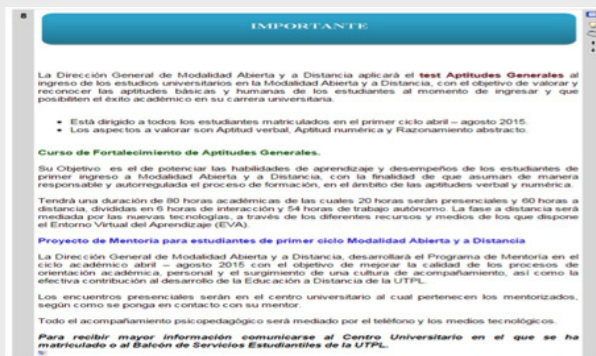 8
IMPORTANTE
La Dirección General de Modalidad Abierta y a Distancia aplicará el test Aptitudes Generales al
ingreso de los estudios universitarios en la Modalidad Abierta y a Distancia, con el objetivo de valorar y
reconocer las aptitudes básicas y humanas de los estudiantes al momento de ingresar y que
posibiliten el éxito académico en su carrera universitaria.
• Está dirigido a todos los estudiantes matriculados en el primer ciclo abril – agosto 2015.
• Los aspectos a valorar son Aptitud verbal, Aptitud numérica y Razonamiento abstracto.
Curso de Fortalecimiento de Aptitudes Generales.
Su Objetivo es el de potenciar las habilidades de aprendizaje y desempeños de los estudiantes de
primer ingreso a Modalidad Abierta y a Distancia, con la finalidad de que asuman de manera
responsable y autorregulada el proceso de formación, en el ámbito de las aptitudes verbal y numérica.
Tendrá una duración de 80 horas académicas de las cuales 20 horas serán presenciales y 60 horas a
distancia, divididas en 6 horas de interacción y 54 horas de trabajo autónomo. La fase a distancia será
mediada por las nuevas tecnologías, a través de los diferentes recursos y medios de los que dispone
el Entorno Virtual del Aprendizaje (EVA).
Proyecto de Mentoría para estudiantes de primer ciclo Modalidad Abierta y a Distancia
La Dirección General de Modalidad Abierta y a Distancia, desarrollará el Programa de Mentoría en el
ciclo académico abril – agosto 2015 con el objetivo de mejorar la calidad de los procesos de
orientación académica, personal y el surgimiento de una cultura de acompañamiento, así como la
efectiva contribución al desarrollo de la Educación a Distancia de la UTPL.
Los encuentros presenciales serán en el centro universitario al cual pertenecen los mentorizados,
según como se ponga en contacto con su mentor.
Todo el acompañamiento psicopedagógico será mediado por el teléfono y los medios tecnológicos.
Para recibir mayor información comunicarse al Centro Universitario en el que se ha
matriculado o al Balcón de Servicios Estudiantiles de la UTPL.